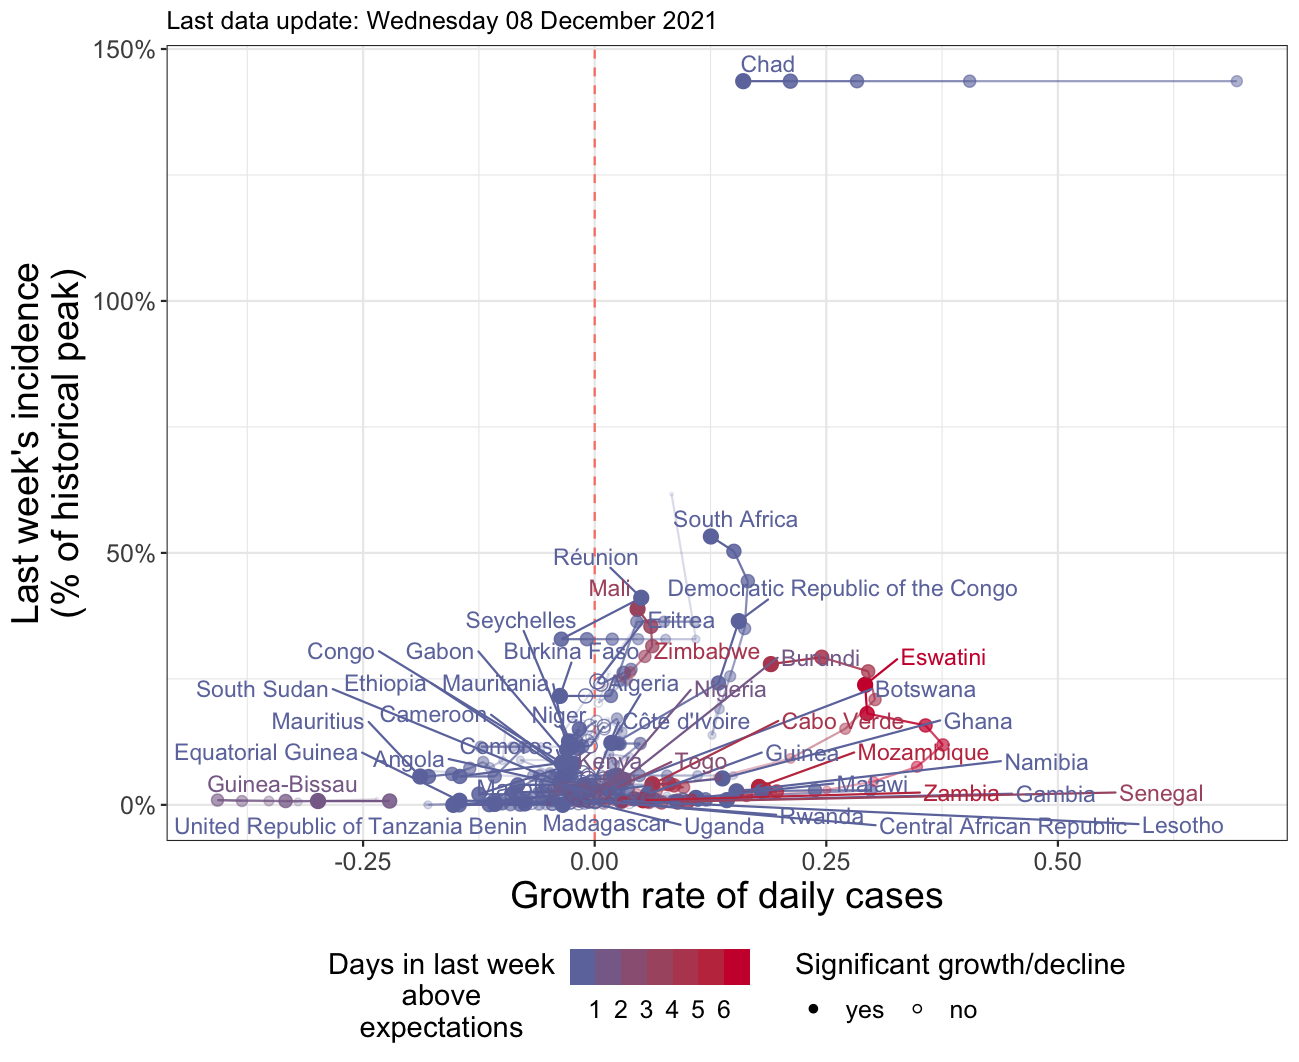 Last data update: Wednesday 08 December 2021
Last week's incidence
(% of historical peak)
150%
100%
50%
0%
Chad
South Africa
Réunion
Mali
Democratic Republic of the Congo
Seychelles
Eritrea
Congo
Gabon
Burkina Faso
Zimbabwe
Burundi
Eswatini
South Sudan
Ethiopia
Mauritania
Algeria
Nigeria
Botswana
Mauritius
Cameroon
Niger
Côte d'Ivoire
Cabo Verde
Ghana
Equatorial Guinea
Angola
Comoros
Kenya
Togo
Guinea
Mozambique
Namibia
Guinea-Bissau
Malawi
Zambia
Gambia
Senegal
United Republic of Tanzania
Benin
Madagascar
Uganda
Rwanda
Central African Republic
Lesotho
-0.25
0.00
0.25
0.50
Growth rate of daily cases
Days in last week
above
expectations
1 2 3 4 5 6
Significant growth/decline
yes
no